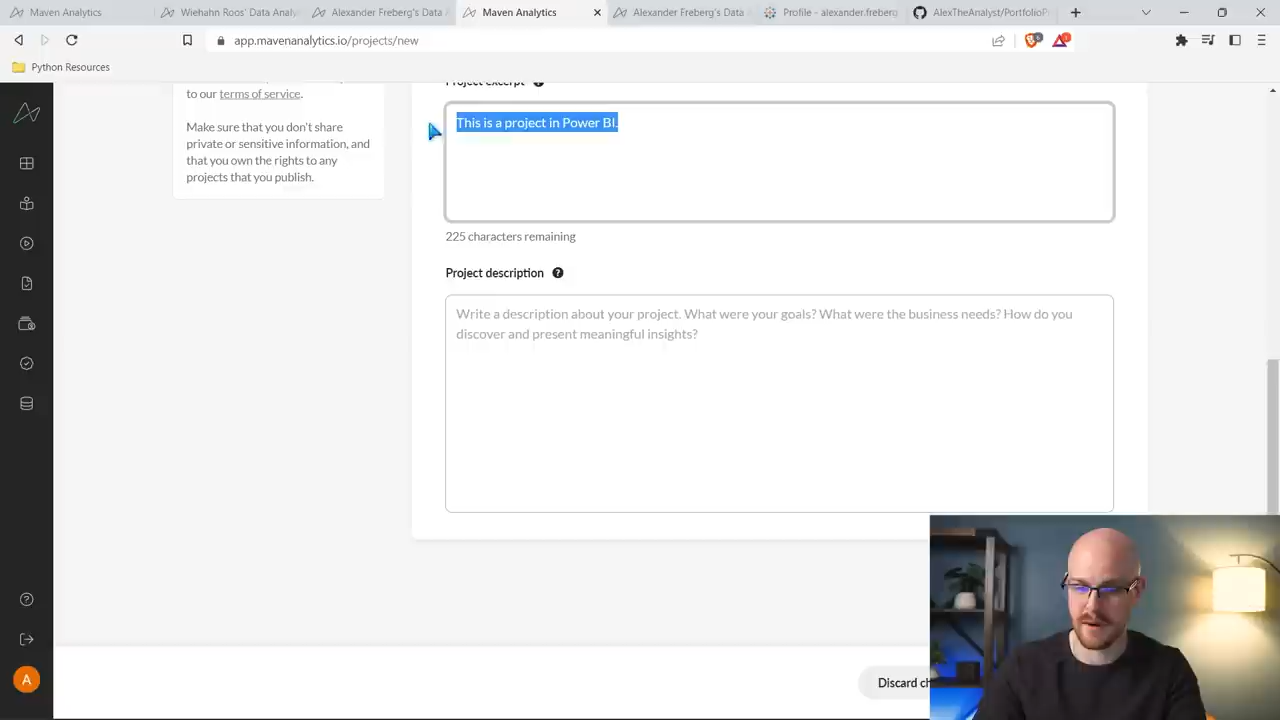 Maven Analytics
Wiehahn Roos' Data Analy
Alexander Freberg's Data A
Maven Analytics
Alexander Freberg's Data A
Profile - alexander.freberg
AlexTheAnalyst/PortfolioP
app.mavenanalytics.io/projects/new
Python Resources
Project excerpt
to our terms of service.
Make sure that you don't share
private or sensitive information, and
that you own the rights to any
projects that you publish.
This is a project in Power BI.
225 characters remaining
Project description
Write a description about your project. What were your goals? What were the business needs? How do you
discover and present meaningful insights?
Discard ch
A